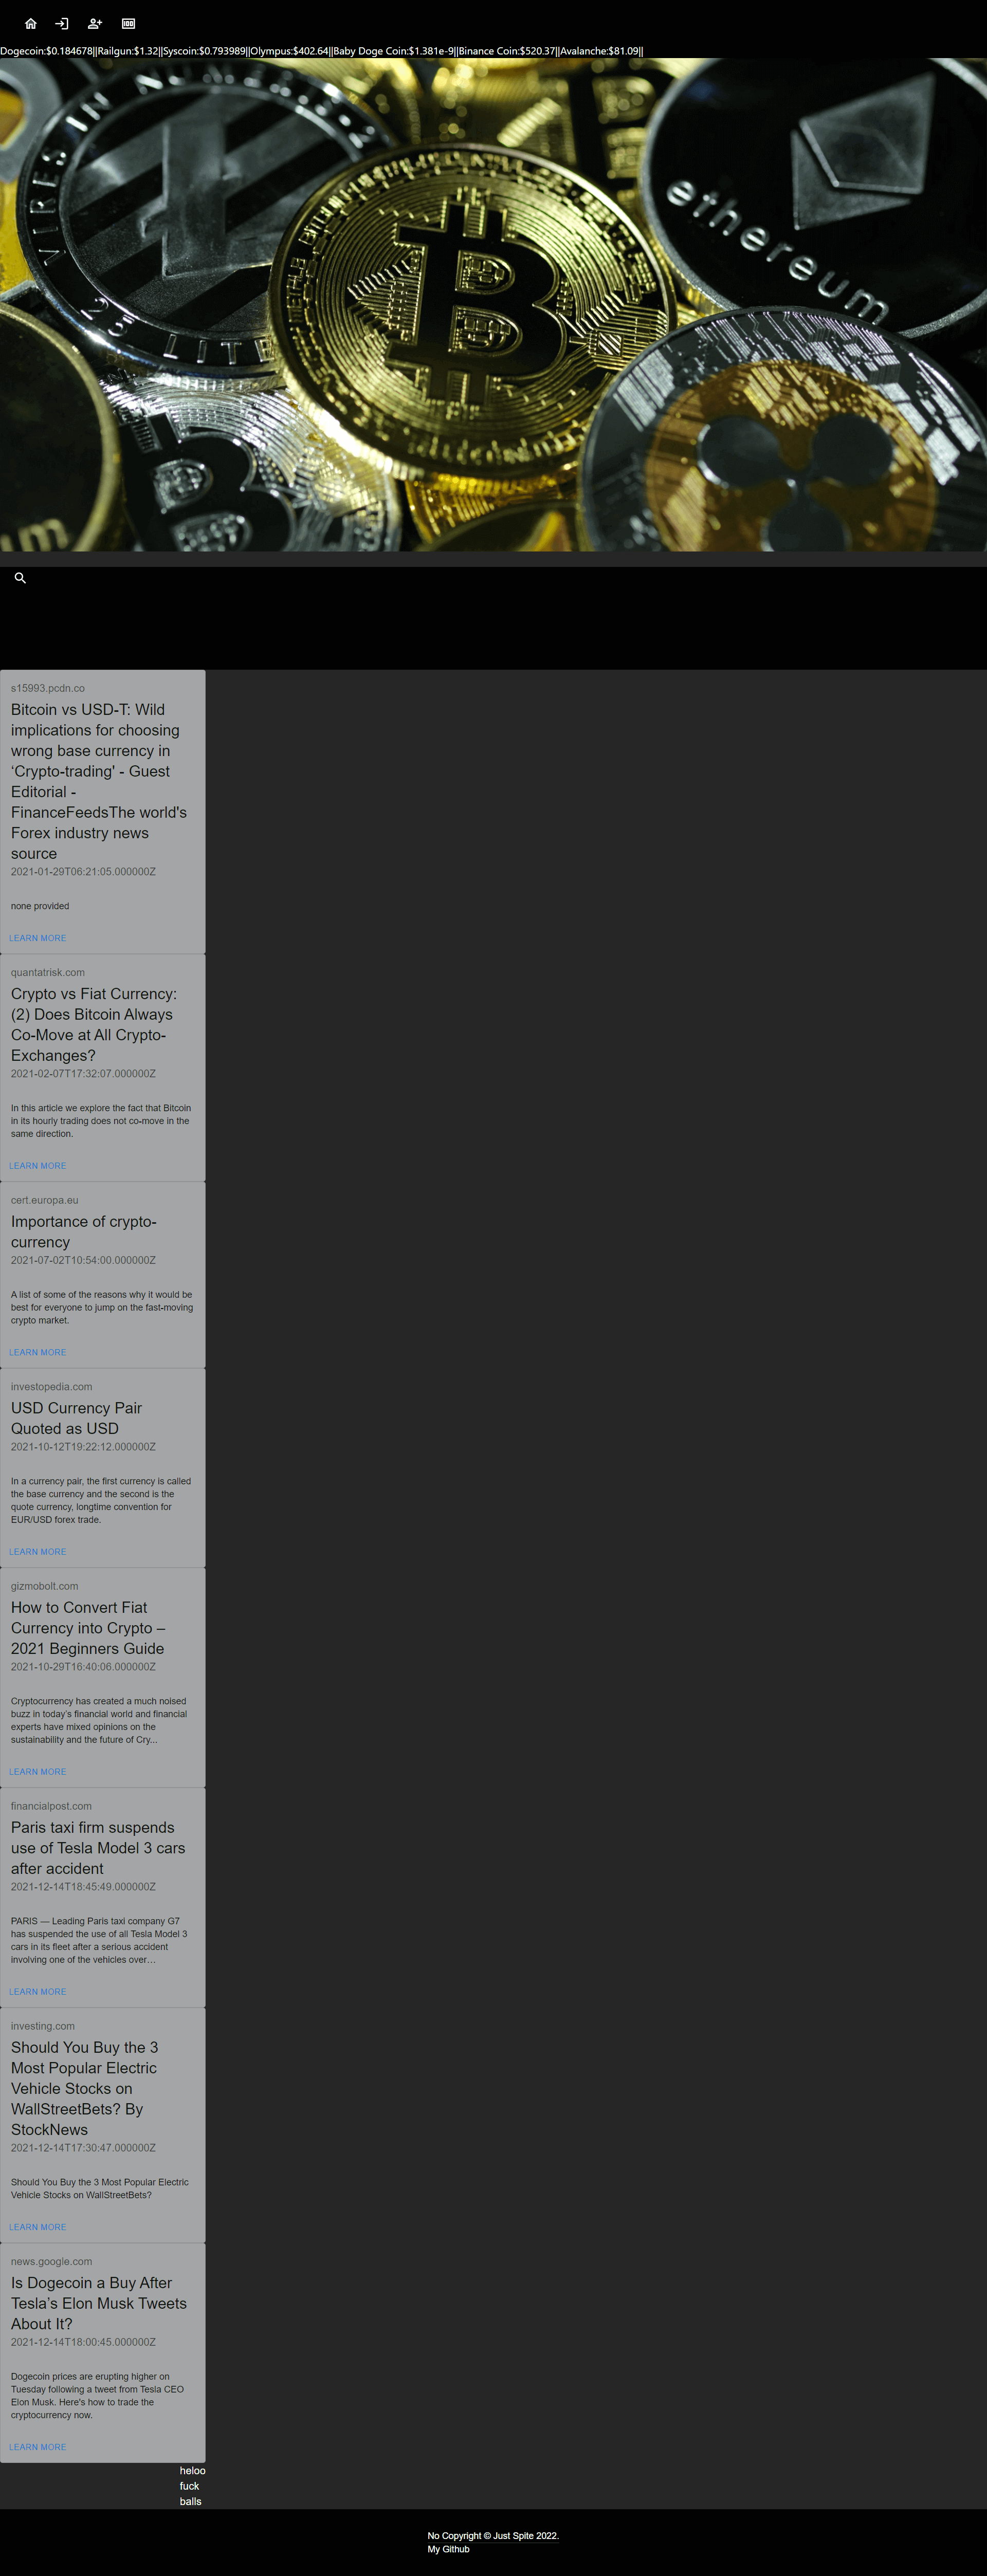 Dogecoin:$0.184678||Railgun:$1.32||Syscoin:$0.793989||Olympus:$402.64||Baby Doge Coin:$1.381e-9||Binance Coin:$520.37||Avalanche:$81.09||
LITE
ethereum
s15993.pcdn.co
Bitcoin vs USD-T: Wild
implications for choosing
wrong base currency in
‘Crypto-trading' - Guest
Editorial -
FinanceFeedsThe world's
Forex industry news
source
2021-01-29T06:21:05.000000Z
none provided
LEARN MORE
quantatrisk.com
Crypto vs Fiat Currency:
(2) Does Bitcoin Always
Co-Move at All Crypto-
Exchanges?
2021-02-07T17:32:07.000000Z
In this article we explore the fact that Bitcoin
in its hourly trading does not co-move in the
same direction.
LEARN MORE
cert.europa.eu
Importance of crypto-
currency
2021-07-02T10:54:00.000000Z
A list of some of the reasons why it would be
best for everyone to jump on the fast-moving
crypto market.
LEARN MORE
investopedia.com
USD Currency Pair
Quoted as USD
2021-10-12T19:22:12.000000Z
In a currency pair, the first currency is called
the base currency and the second is the
quote currency, longtime convention for
EUR/USD forex trade.
LEARN MORE
gizmobolt.com
How to Convert Fiat
Currency into Crypto –
2021 Beginners Guide
2021-10-29T16:40:06.000000Z
Cryptocurrency has created a much noised
buzz in today’s financial world and financial
experts have mixed opinions on the
sustainability and the future of Cry...
LEARN MORE
financialpost.com
Paris taxi firm suspends
use of Tesla Model 3 cars
after accident
2021-12-14T18:45:49.000000Z
PARIS — Leading Paris taxi company G7
has suspended the use of all Tesla Model 3
cars in its fleet after a serious accident
involving one of the vehicles over…
LEARN MORE
investing.com
Should You Buy the 3
Most Popular Electric
Vehicle Stocks on
WallStreetBets? By
StockNews
2021-12-14T17:30:47.000000Z
Should You Buy the 3 Most Popular Electric
Vehicle Stocks on WallStreetBets?
LEARN MORE
news.google.com
Is Dogecoin a Buy After
Tesla’s Elon Musk Tweets
About It?
2021-12-14T18:00:45.000000Z
Dogecoin prices are erupting higher on
Tuesday following a tweet from Tesla CEO
Elon Musk. Here's how to trade the
cryptocurrency now.
LEARN MORE
heloo
fuck
balls
No Copyright © Just Spite 2022.
My Github